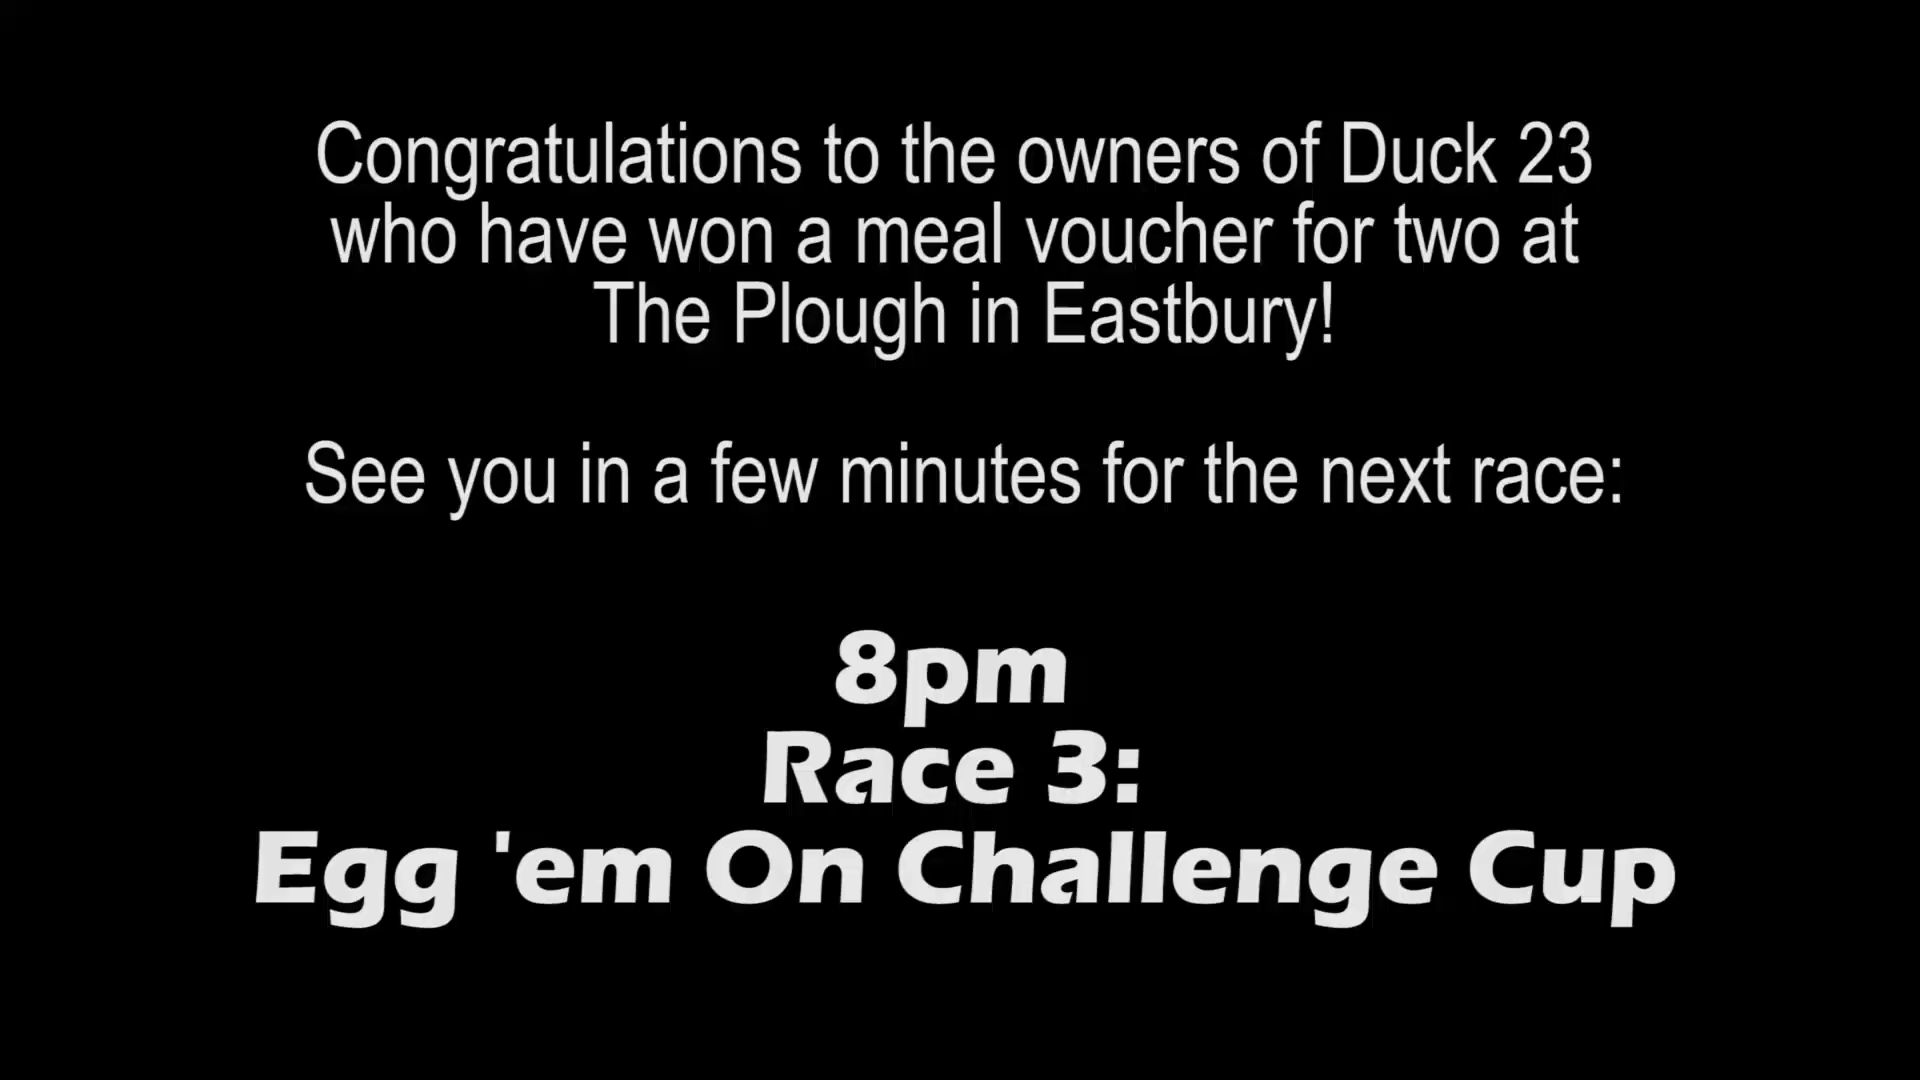 Congratulations to the owners of Duck 23
who have won a meal voucher for two at
The Plough in Eastbury!
See you in a few minutes for the next race:
8pm
Race 3:
Egg 'em On Challenge Cup